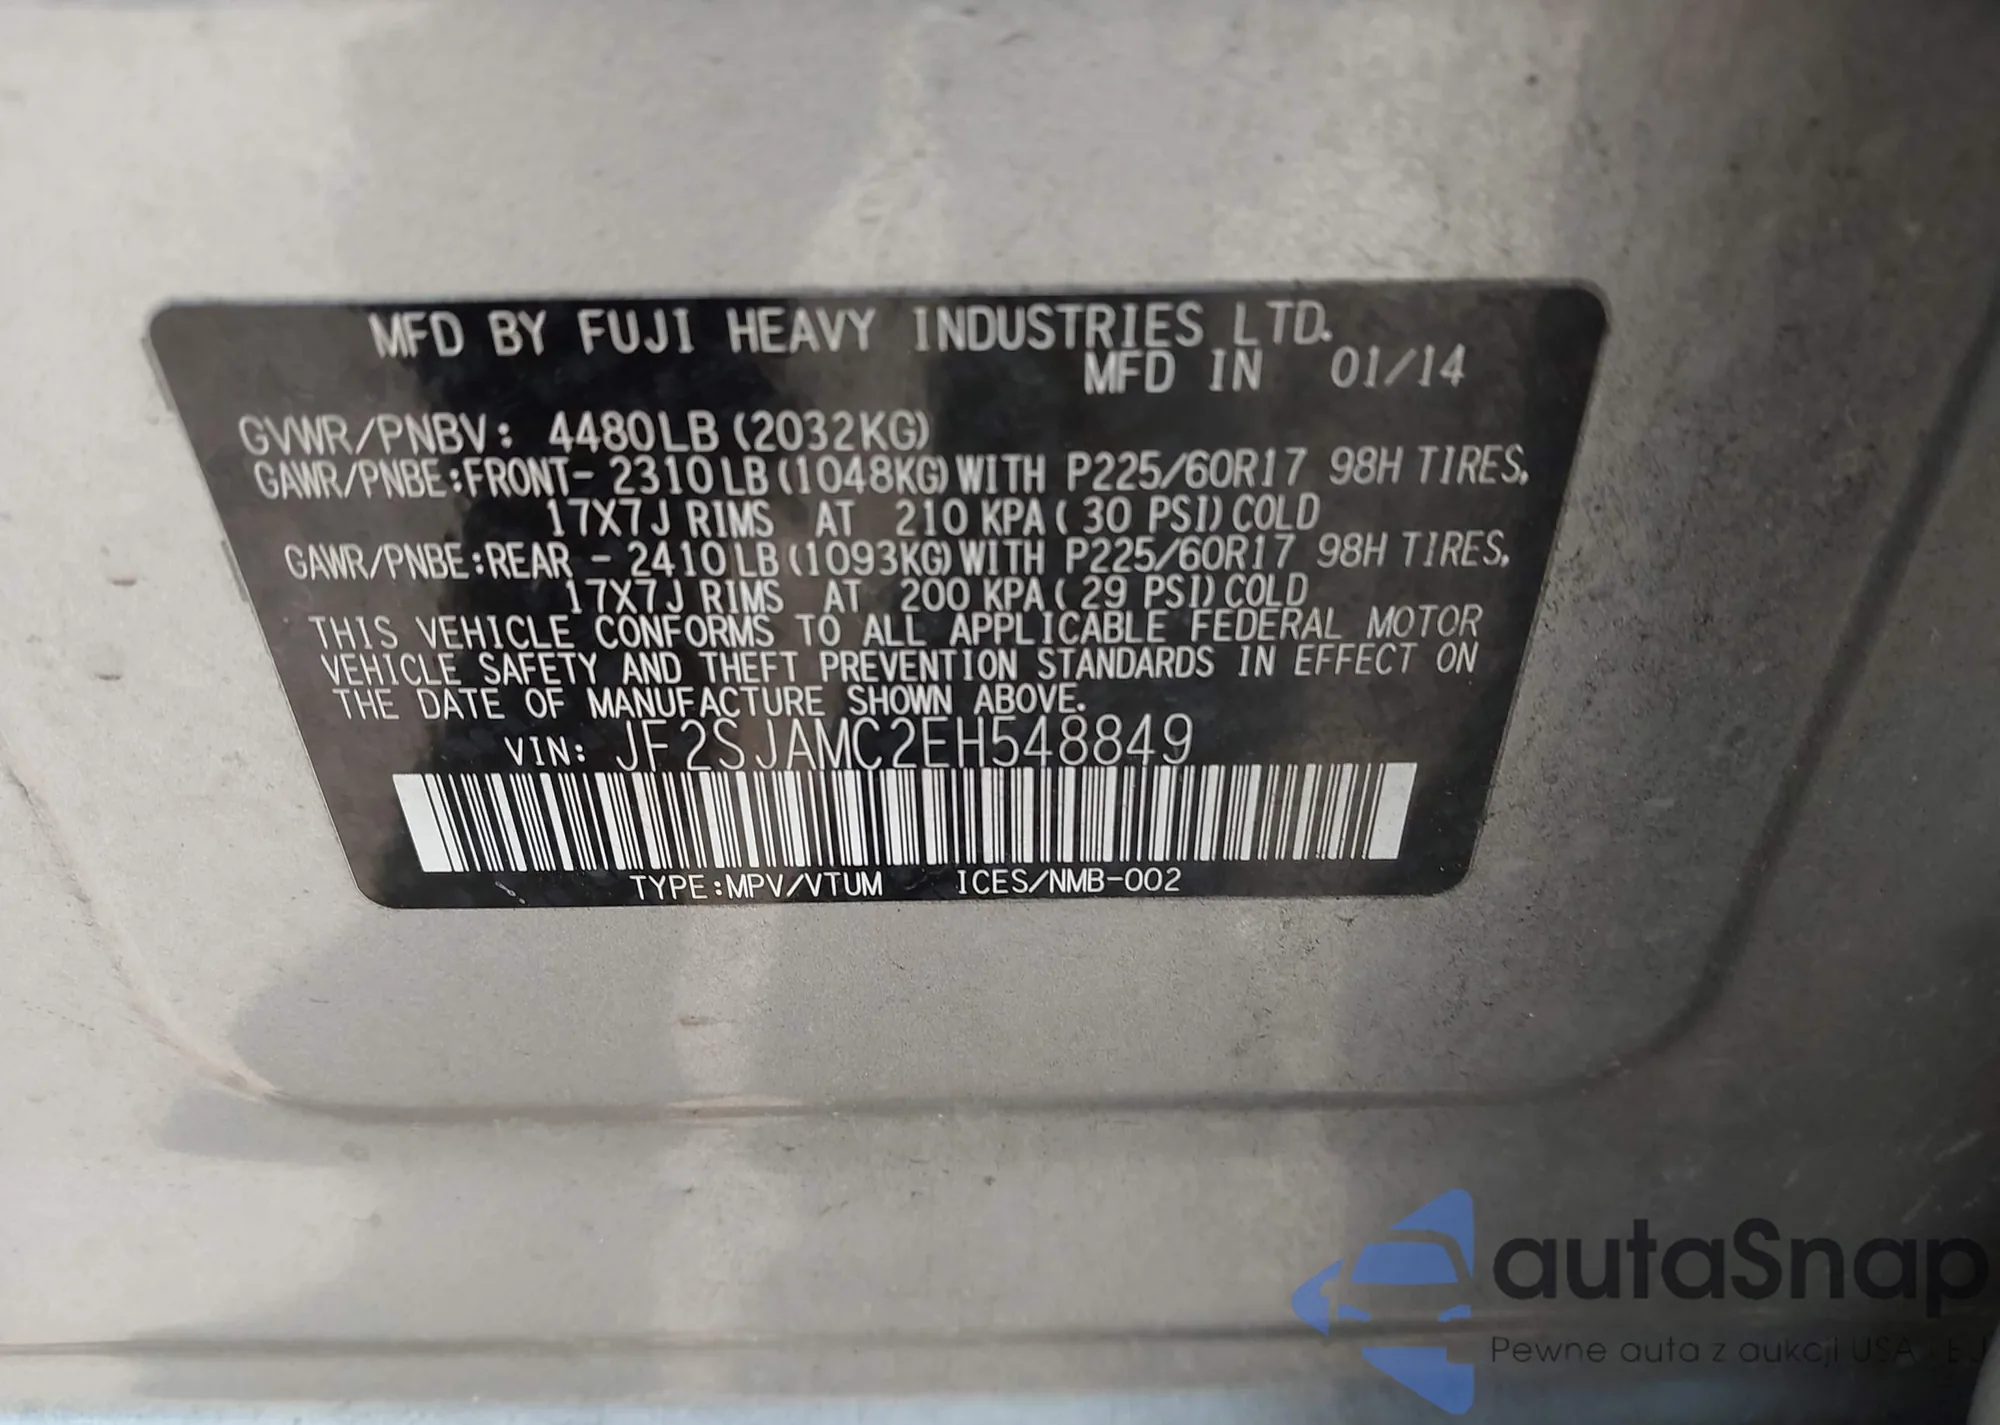 MFD BY FUJI HEAVY INDUSTRIES LTD.
MFD IN 01/14
GVWR/PNBV: 4480LB (2032KG)
GAWR/PNBE:FRONT- 2310LB (1048KG)WITH P225/60R17 98H TIRES,
17X7J RIMS AT 210 KPA( 30 PSI)COLD
GAWR/PNBE:REAR - 2410LB (1093KG)WITH P225/60R17 98H TIRES,
17X7J RIMS AT 200 KPA( 29 PSI)COLD
THIS VEHICLE CONFORMS TO ALL APPLICABLE FEDERAL MOTOR
VEHICLE SAFETY AND THEFT PREVENTION STANDARDS IN EFFECT ON
THE DATE OF MANUFACTURE SHOWN ABOVE.
VIN: JF2SJAMC2EH548849
TYPE:MPV/VTUM ICES/NMB-002
autaSnap
Pewne auta z aukcji USA